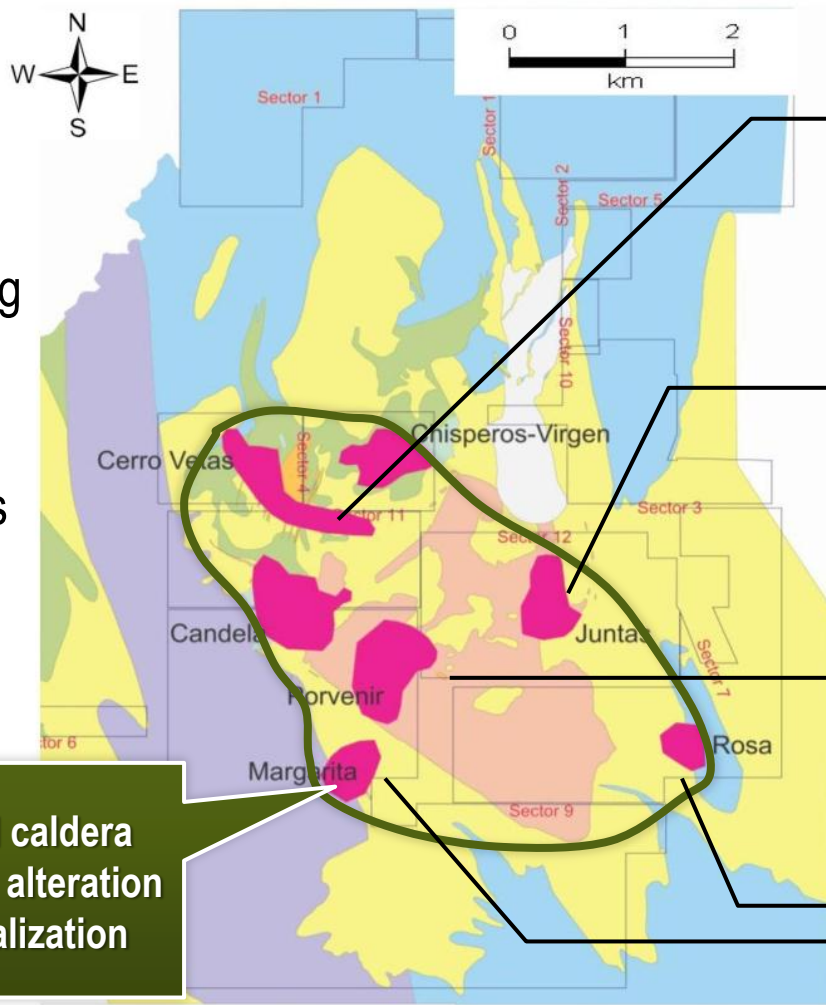 N
W E
S
0 1 2
km
Sector 1
Sector 1
Sector 2
Sector 5
g
Sector 10
Chisperos-Virgen
Cerro Vetas
Sector 4
s
Sector 3
ctor 11
Sector 12
Candela
Juntas
Sector 7
Porvenir
tor 6
Rosa
Margarita
Sector 9
caldera
alteration
alization